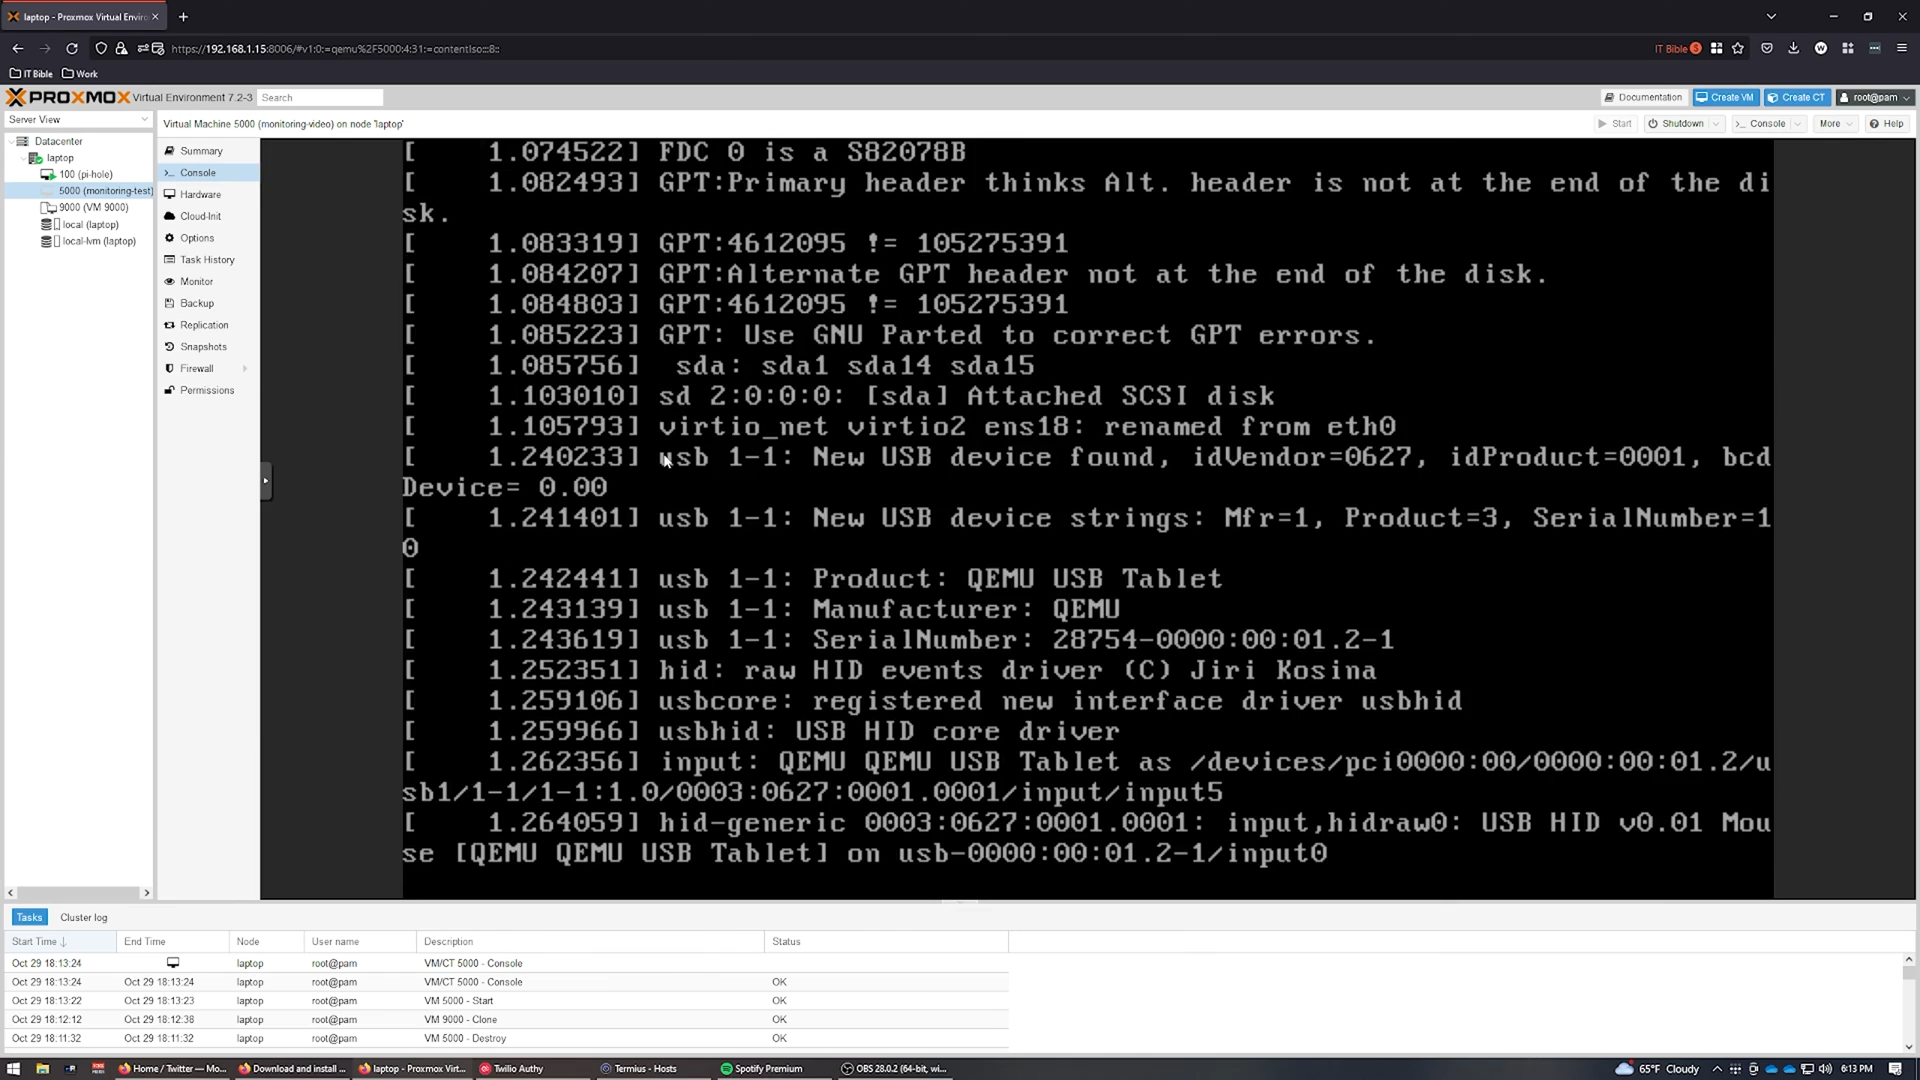 laptop - Proxmox Virtual Enviro
https://192.168.1.15:8006/#v1:0:=qemu%2F5000:4:31:=contentIso:::8::
IT Bible 5
IT Bible Work
PROXMOX Virtual Environment 7.2-3 Search Documentation Create VM Create CT root@pam
Server View Virtual Machine 5000 (monitoring-video) on node 'laptop' Start Shutdown Console More Help
Datacenter
laptop
100 (pi-hole)
5000 (monitoring-test)
9000 (VM 9000)
local (laptop)
local-lvm (laptop)
Summary
Console
Hardware
Cloud-Init
Options
Task History
Monitor
Backup
Replication
Snapshots
Firewall
Permissions
[ 1.074522] FDC 0 is a S82078B
[ 1.082493] GPT:Primary header thinks Alt. header is not at the end of the di
sk.
[ 1.083319] GPT:4612095 != 105275391
[ 1.084207] GPT:Alternate GPT header not at the end of the disk.
[ 1.084803] GPT:4612095 != 105275391
[ 1.085223] GPT: Use GNU Parted to correct GPT errors.
[ 1.085756]  sda: sda1 sda14 sda15
[ 1.103010] sd 2:0:0:0: [sda] Attached SCSI disk
[ 1.105793] virtio_net virtio2 ens18: renamed from eth0
[ 1.240233] usb 1-1: New USB device found, idVendor=0627, idProduct=0001, bcd
Device= 0.00
[ 1.241401] usb 1-1: New USB device strings: Mfr=1, Product=3, SerialNumber=1
0
[ 1.242441] usb 1-1: Product: QEMU USB Tablet
[ 1.243139] usb 1-1: Manufacturer: QEMU
[ 1.243619] usb 1-1: SerialNumber: 28754-0000:00:01.2-1
[ 1.252351] hid: raw HID events driver (C) Jiri Kosina
[ 1.259106] usbcore: registered new interface driver usbhid
[ 1.259966] usbhid: USB HID core driver
[ 1.262356] input: QEMU QEMU USB Tablet as /devices/pci0000:00/0000:00:01.2/u
sb1/1-1/1-1:1.0/0003:0627:0001.0001/input/input5
[ 1.264059] hid-generic 0003:0627:0001.0001: input,hidraw0: USB HID v0.01 Mou
se [QEMU QEMU USB Tablet] on usb-0000:00:01.2-1/input0
Tasks Cluster log
Start Time End Time Node User name Description Status
Oct 29 18:13:24 laptop root@pam VM/CT 5000 - Console
Oct 29 18:13:24 Oct 29 18:13:24 laptop root@pam VM/CT 5000 - Console OK
Oct 29 18:13:22 Oct 29 18:13:23 laptop root@pam VM 5000 - Start OK
Oct 29 18:12:12 Oct 29 18:12:38 laptop root@pam VM 9000 - Clone OK
Oct 29 18:11:32 Oct 29 18:11:32 laptop root@pam VM 5000 - Destroy OK
Home / Twitter — Mo... Download and install ... laptop - Proxmox Virt... Twilio Authy Termius - Hosts Spotify Premium OBS 28.0.2 (64-bit, wi... 65°F Cloudy 6:13 PM